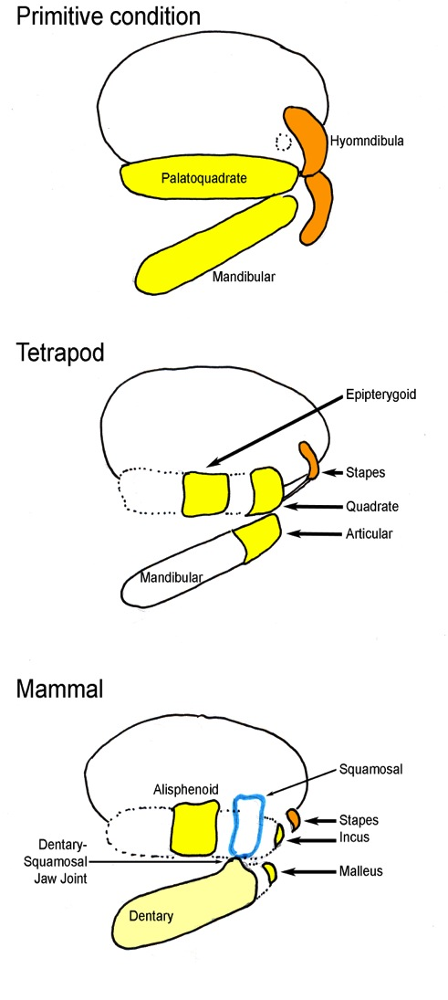 Primitive condition
Hyomndibula
Palatoquadrate
Mandibular
Tetrapod
Epipterygoid
Stapes
Quadrate
Articular
Mandibular
Mammal
Squamosal
Alisphenoid
Stapes
Incus
Dentary-
Squamosal
Jaw Joint
Malleus
Dentary